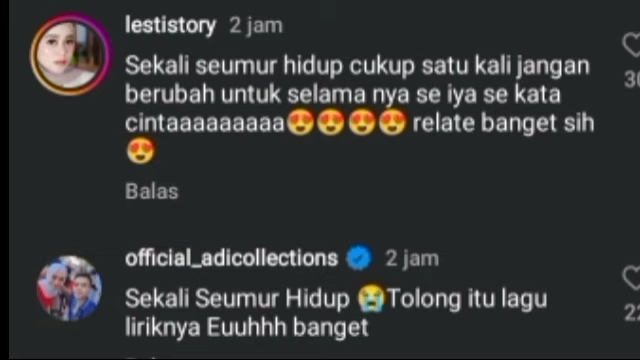 lestistory 2 jam
Sekali seumur hidup cukup satu kali jangan
berubah untuk selama nya se iya se kata
cintaaaaaaaaa😍😍😍😍 relate banget sih
😍
Balas
official_adicollections 2 jam
Sekali Seumur Hidup 😭Tolong itu lagu
liriknya Euuhhh banget